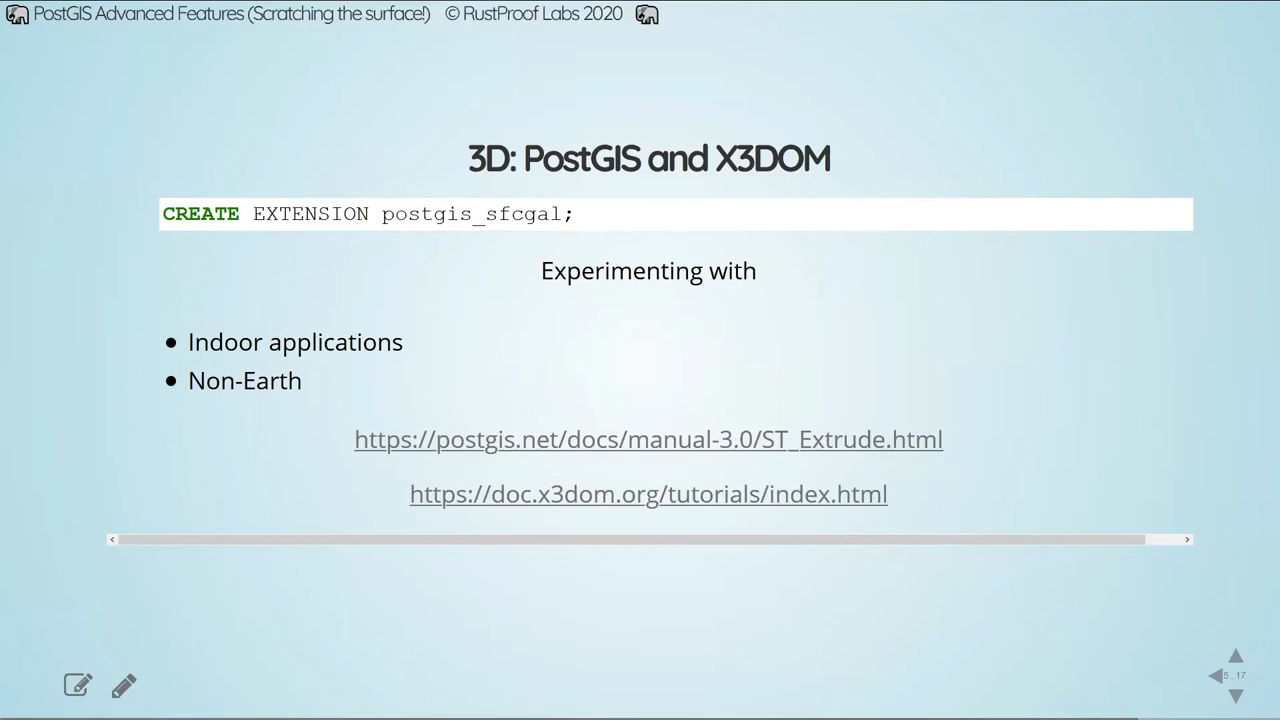 PostGIS Advanced Features (Scratching the surface!) © RustProof Labs 2020
3D: PostGIS and X3DOM
CREATE EXTENSION postgis_sfcgal;
Experimenting with
• Indoor applications
• Non-Earth
https://postgis.net/docs/manual-3.0/ST_Extrude.html
https://doc.x3dom.org/tutorials/index.html
5 . 17